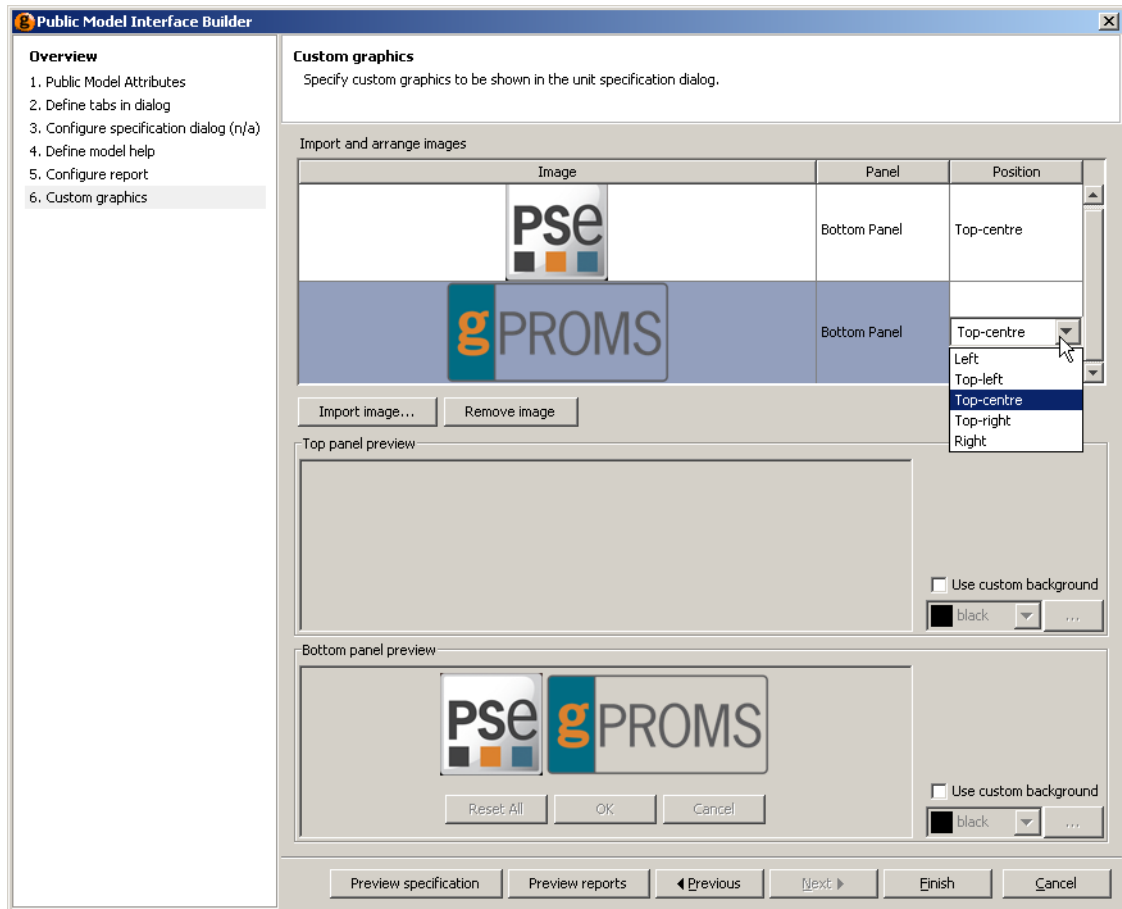 g Public Model Interface Builder
Overview
1. Public Model Attributes
2. Define tabs in dialog
3. Configure specification dialog (n/a)
4. Define model help
5. Configure report
6. Custom graphics
Custom graphics
Specify custom graphics to be shown in the unit specification dialog.
Import and arrange images
Image Panel Position
PSe Bottom Panel Top-centre
gPROMS Bottom Panel Top-centre
Left
Top-left
Top-centre
Top-right
Right
Import image... Remove image
Top panel preview
Use custom background
black ...
Bottom panel preview
PSe gPROMS
Reset All OK Cancel
Use custom background
black ...
Preview specification Preview reports Previous Next Finish Cancel